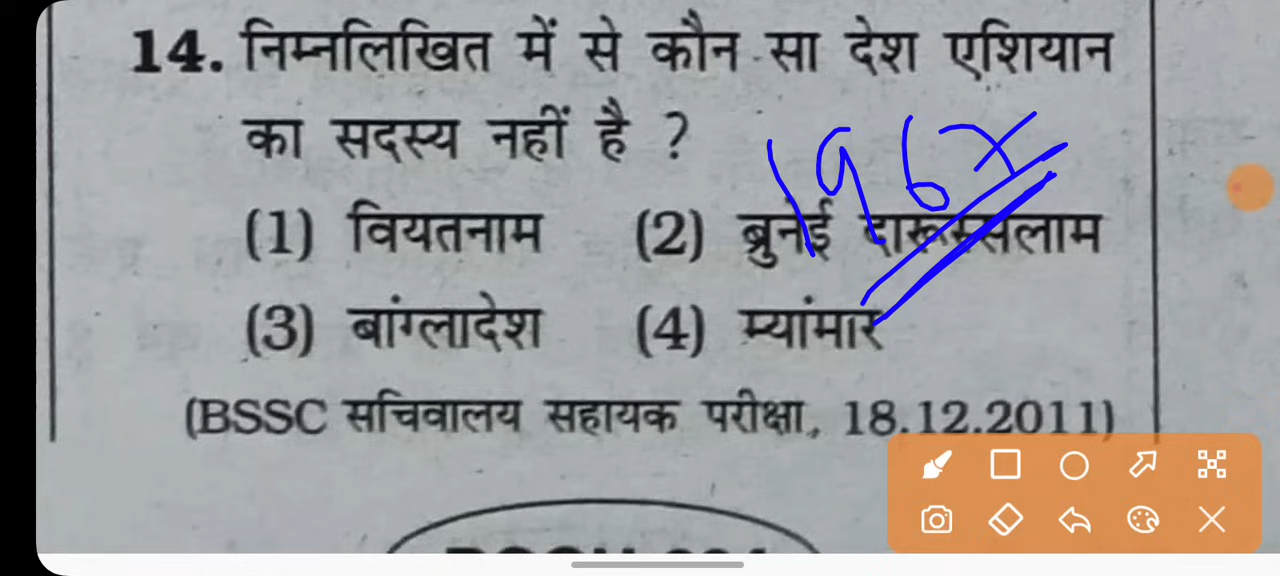 14. निम्नलिखित में से कौन सा देश एशियान
का सदस्य नहीं है ?
1967
(1) वियतनाम (2) ब्रुनेई दारूस्सलाम
(3) बांग्लादेश (4) म्यांमार
(BSSC सचिवालय सहायक परीक्षा, 18.12.2011)